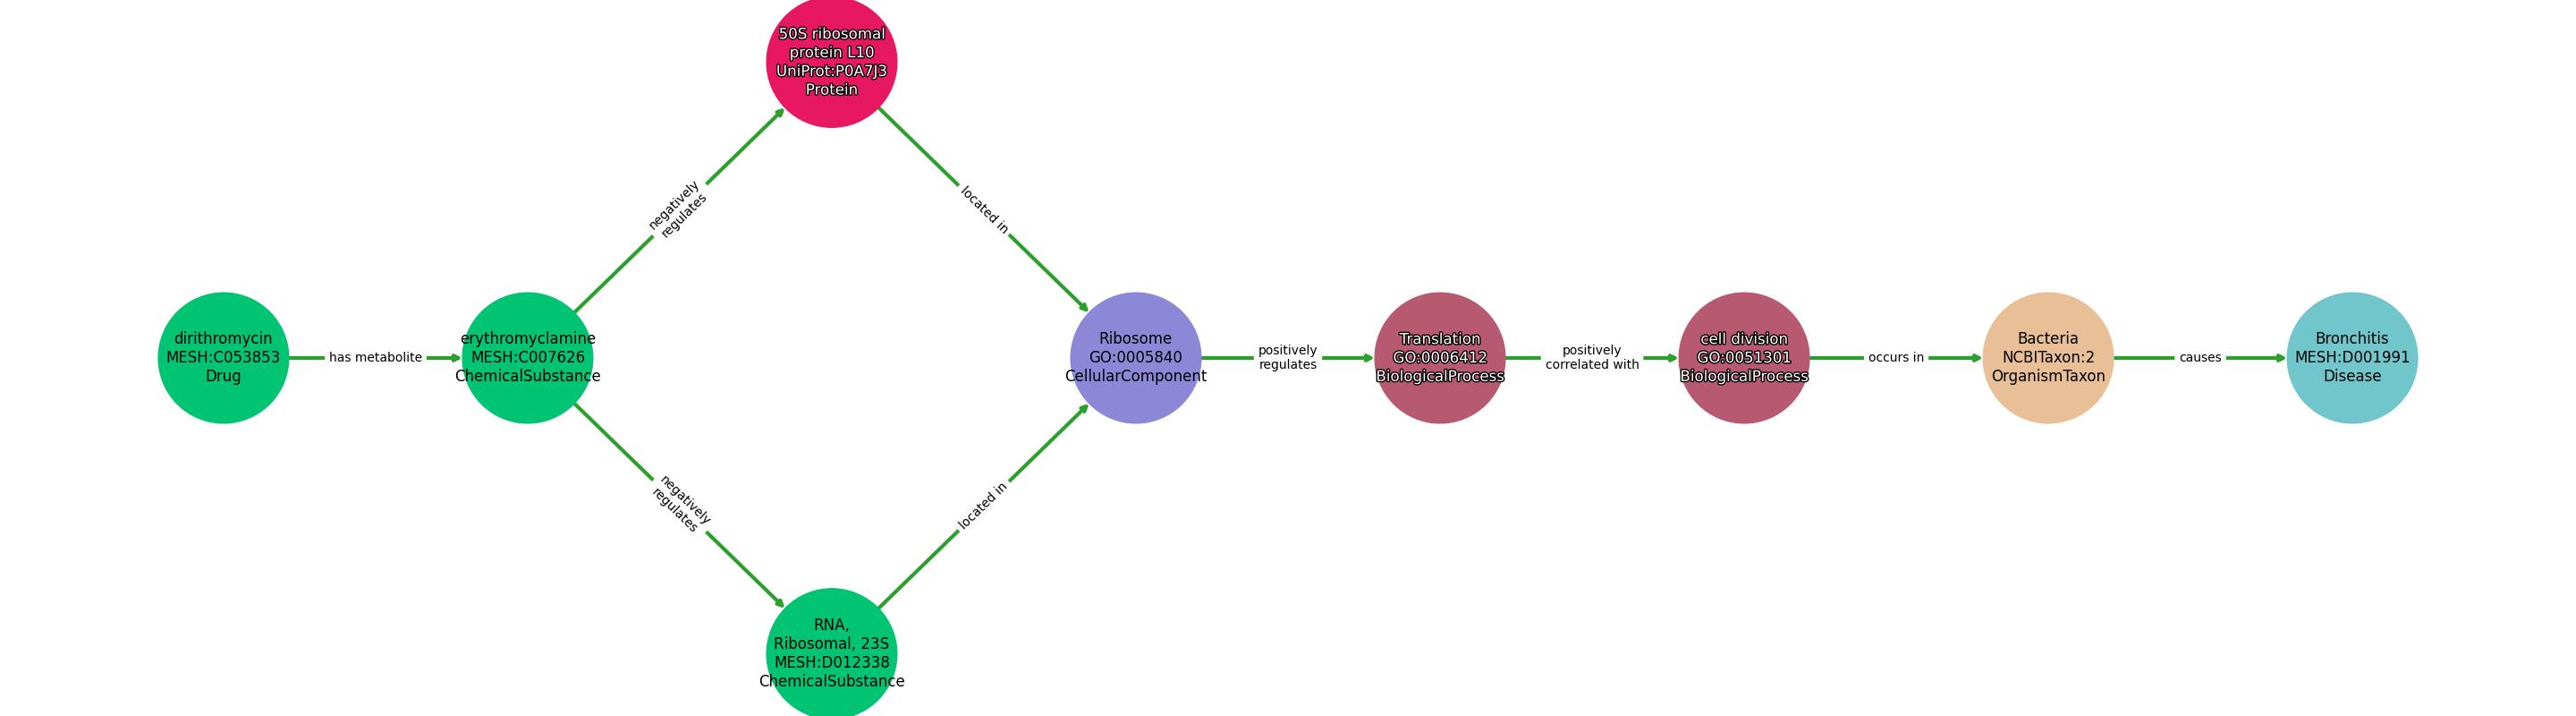 50S ribosomal
protein L10
UniProt:P0A7J3
Protein
negatively
regulates
located in
dirithromycin
MESH:C053853
Drug
has metabolite
erythromyclamine
MESH:C007626
ChemicalSubstance
Ribosome
GO:0005840
CellularComponent
positively
regulates
Translation
GO:0006412
BiologicalProcess
positively
correlated with
cell division
GO:0051301
BiologicalProcess
occurs in
Bacteria
NCBITaxon:2
OrganismTaxon
causes
Bronchitis
MESH:D001991
Disease
negatively
regulates
located in
RNA,
Ribosomal, 23S
MESH:D012338
ChemicalSubstance